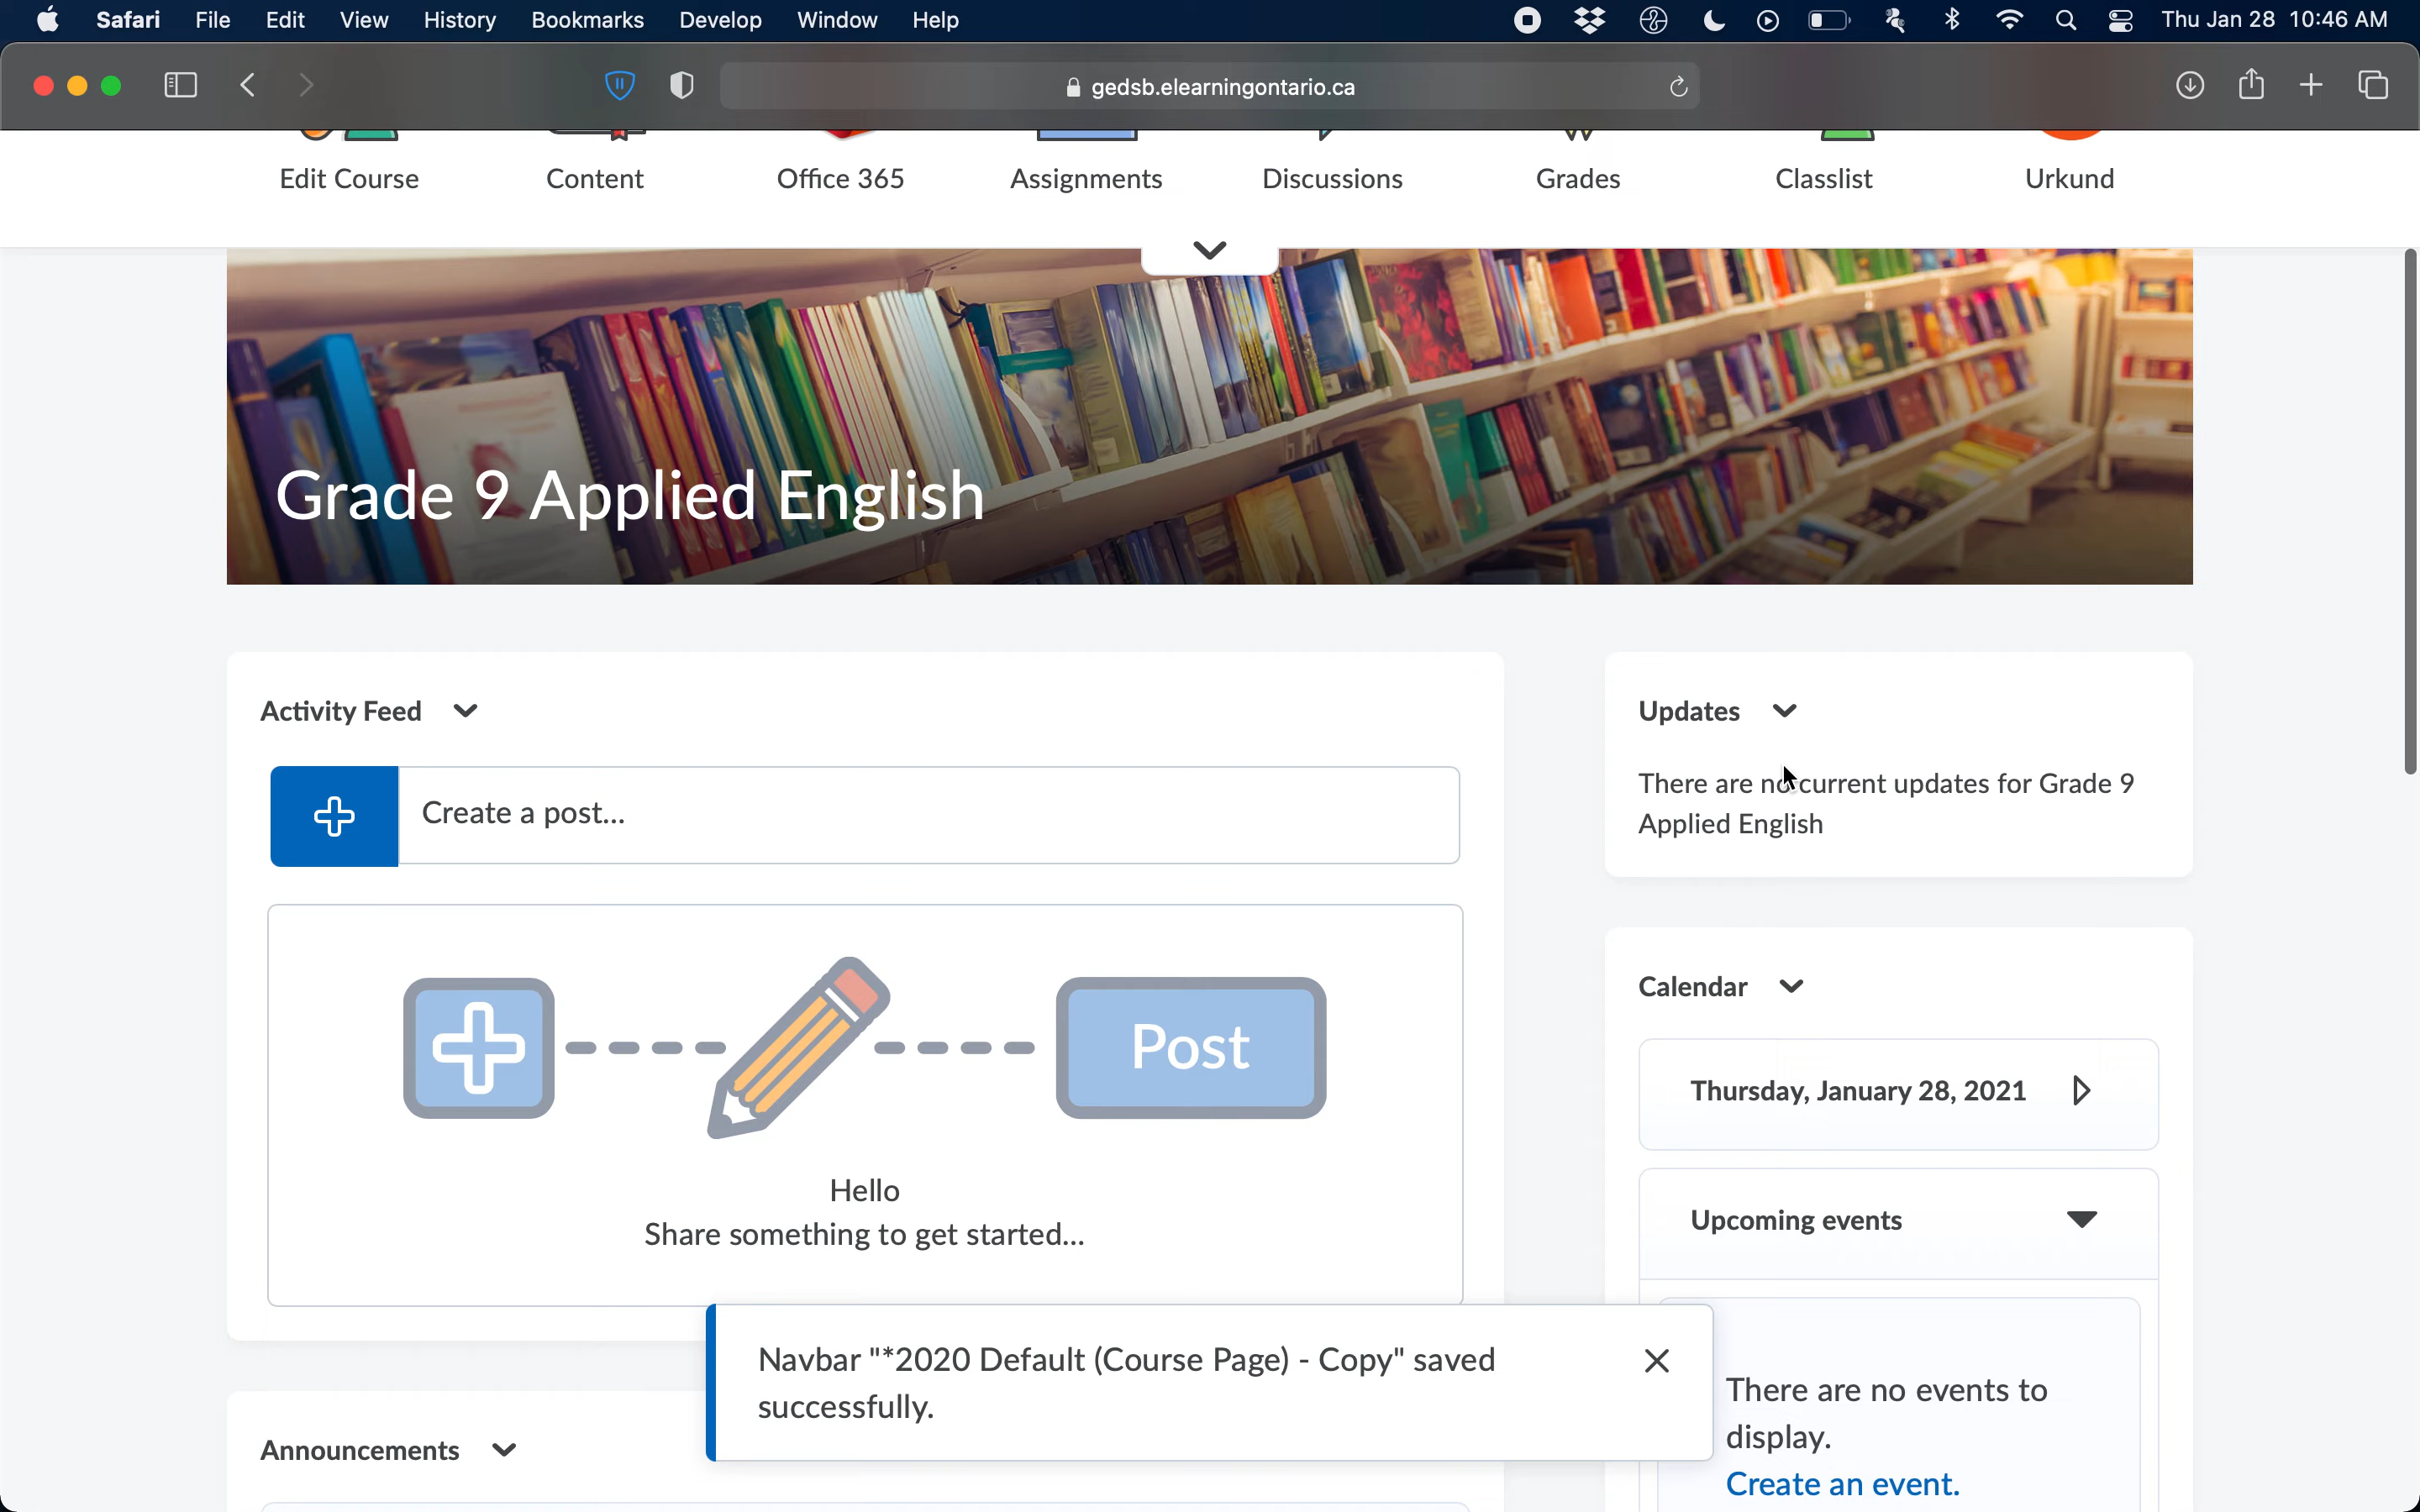 Safari File Edit View History Bookmarks Develop Window Help Thu Jan 28 10:46 AM
gedsb.elearningontario.ca
Edit Course Content Office 365 Assignments Discussions Grades Classlist Urkund
Grade 9 Applied English
Activity Feed
Create a post...
Post
Hello
Share something to get started...
Announcements
Updates
There are no current updates for Grade 9
Applied English
Calendar
Thursday, January 28, 2021
Upcoming events
There are no events to
display.
Create an event.
Navbar "*2020 Default (Course Page) - Copy" saved
successfully.